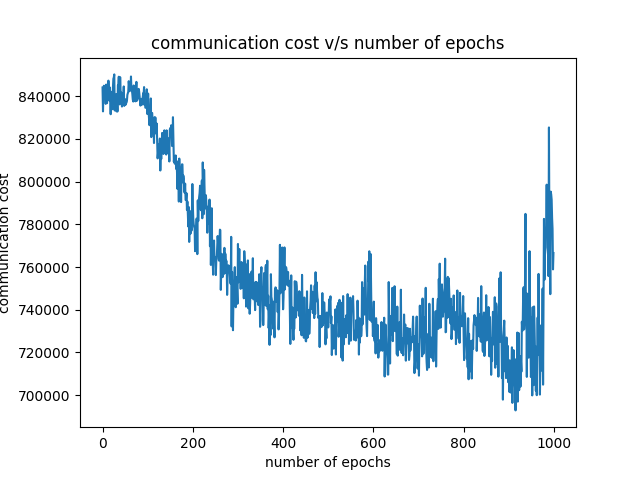 communication cost v/s number of epochs
840000
820000
800000
780000
760000
740000
720000
700000
communication cost
0 200 400 600 800 1000
number of epochs